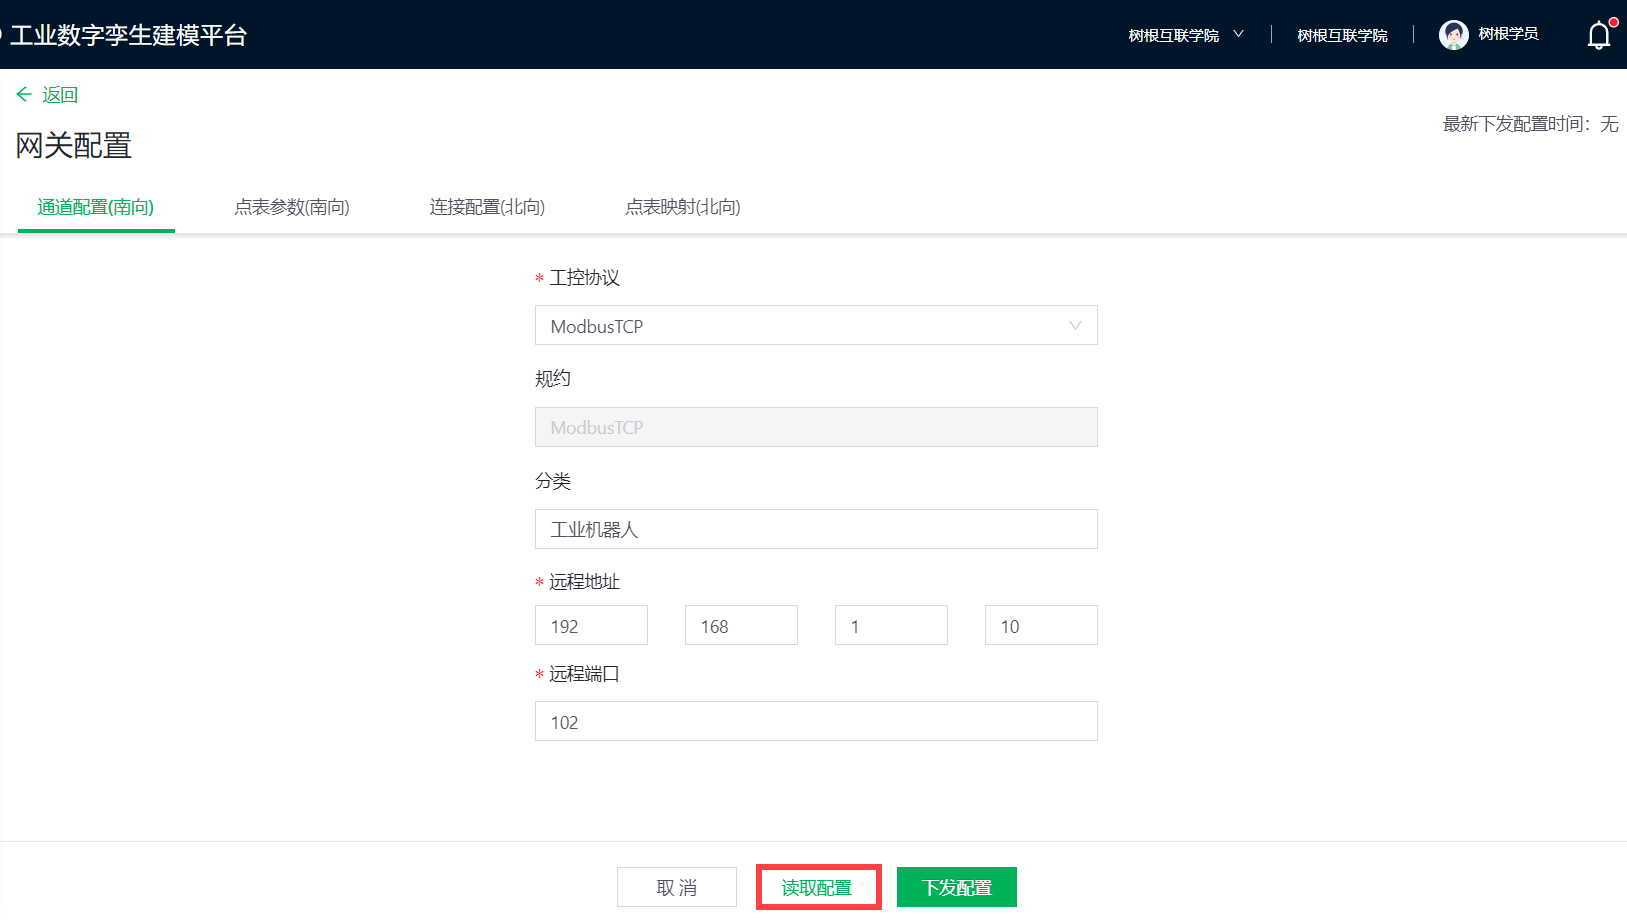 工业数字孪生建模平台
树根互联学院
树根互联学院
树根学员
返回
网关配置
最新下发配置时间：无
通道配置(南向)
点表参数(南向)
连接配置(北向)
点表映射(北向)
* 工控协议
ModbusTCP
规约
ModbusTCP
分类
工业机器人
* 远程地址
192
168
1
10
* 远程端口
102
取 消
读取配置
下发配置